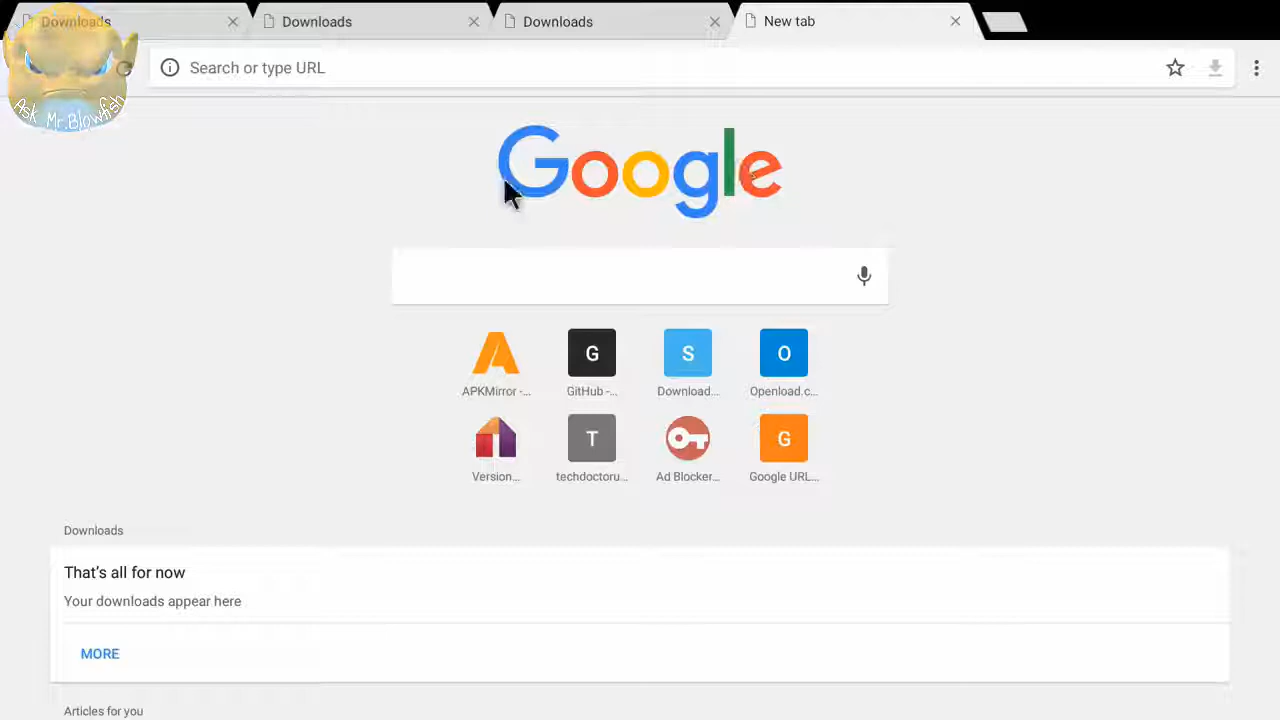 Downloads
Downloads
Downloads
New tab
Search or type URL
Ask Mr.Blowfish
Google
APKMirror -...
GitHub -...
Download...
Openload.c...
Version...
techdoctoru...
Ad Blocker...
Google URL...
G
S
O
T
G
Downloads
That's all for now
Your downloads appear here
MORE
Articles for you